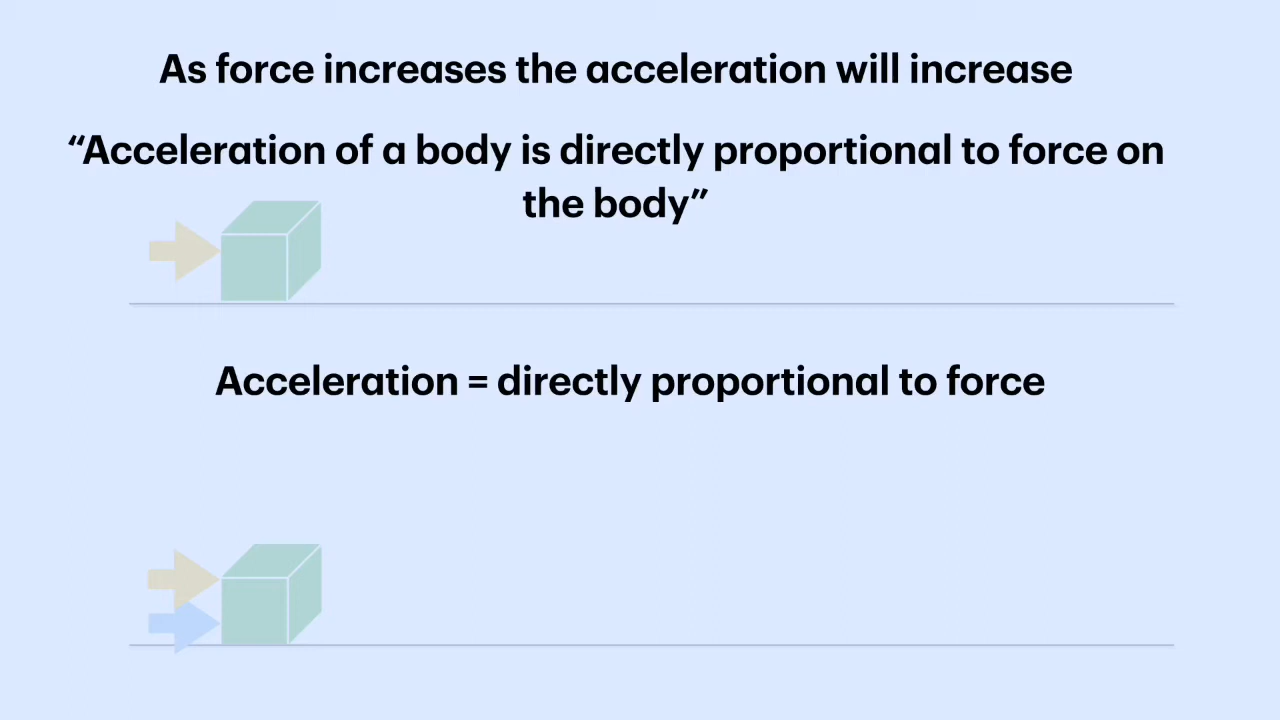 As force increases the acceleration will increase
“Acceleration of a body is directly proportional to force on
the body”
Acceleration = directly proportional to force